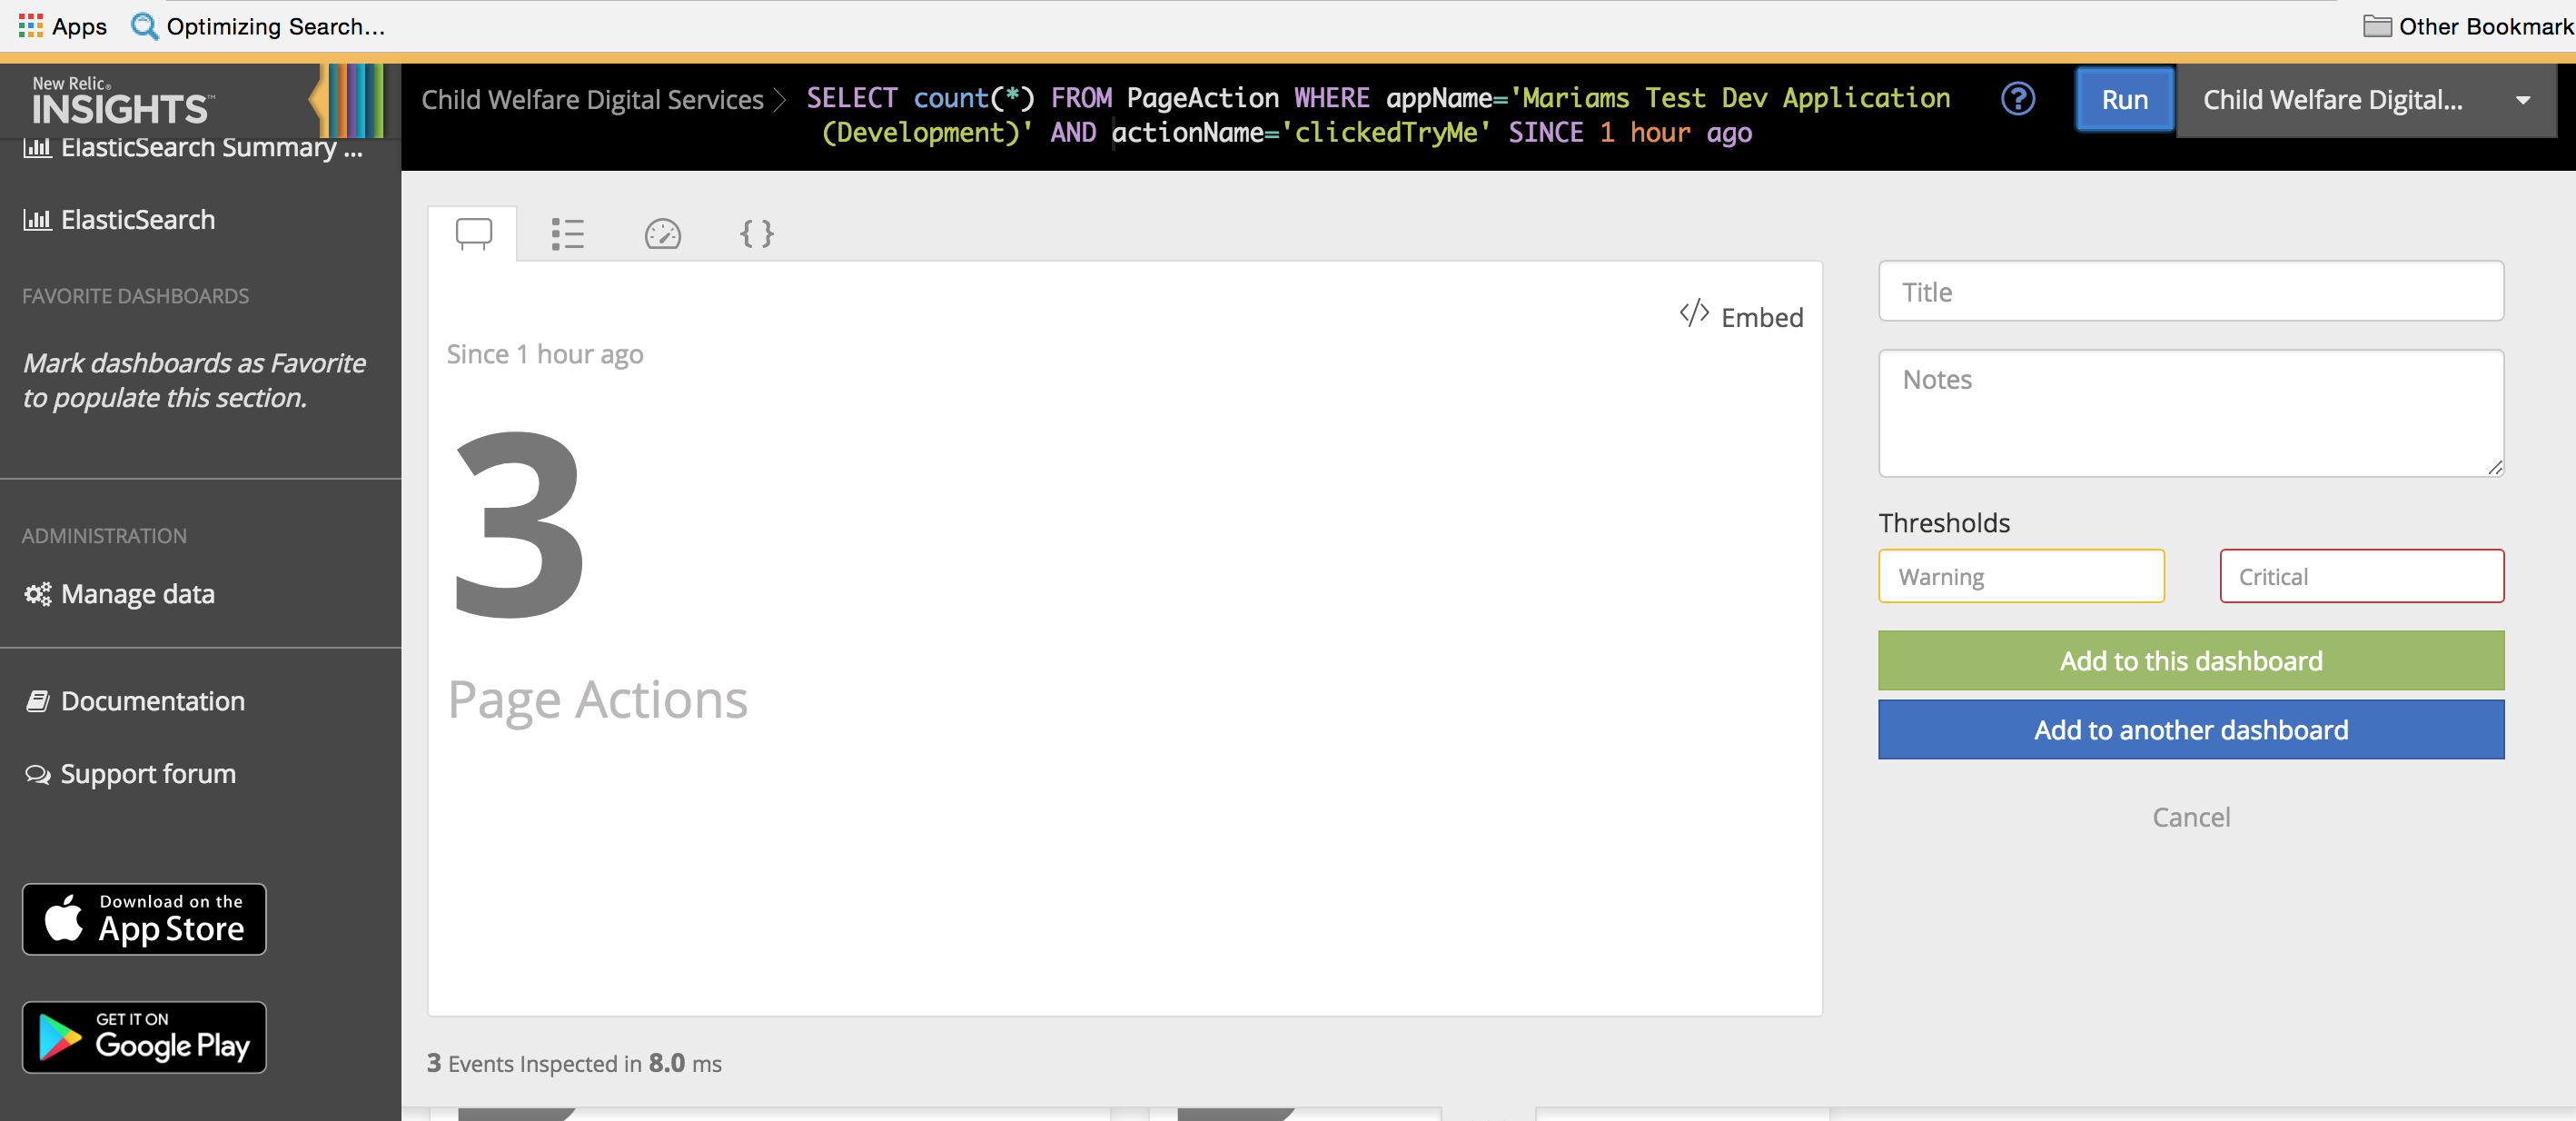 Apps
Optimizing Search...
Other Bookmark
New Relic®
INSIGHTS™
ElasticSearch Summary ...
ElasticSearch
FAVORITE DASHBOARDS
Mark dashboards as Favorite
to populate this section.
ADMINISTRATION
Manage data
Documentation
Support forum
Download on the
App Store
GET IT ON
Google Play
Child Welfare Digital Services
SELECT count(*) FROM PageAction WHERE appName='Mariams Test Dev Application
(Development)' AND actionName='clickedTryMe' SINCE 1 hour ago
?
Run
Child Welfare Digital...
{}
</> Embed
Since 1 hour ago
3
Page Actions
3 Events Inspected in 8.0 ms
Title
Notes
Thresholds
Warning
Critical
Add to this dashboard
Add to another dashboard
Cancel